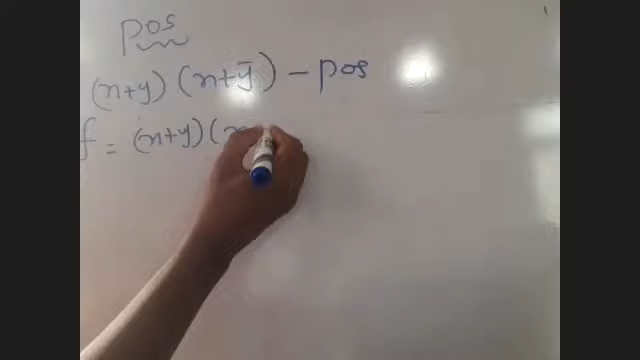 pos
(x+y) (x+ȳ) - pos
f = (x+y)(x